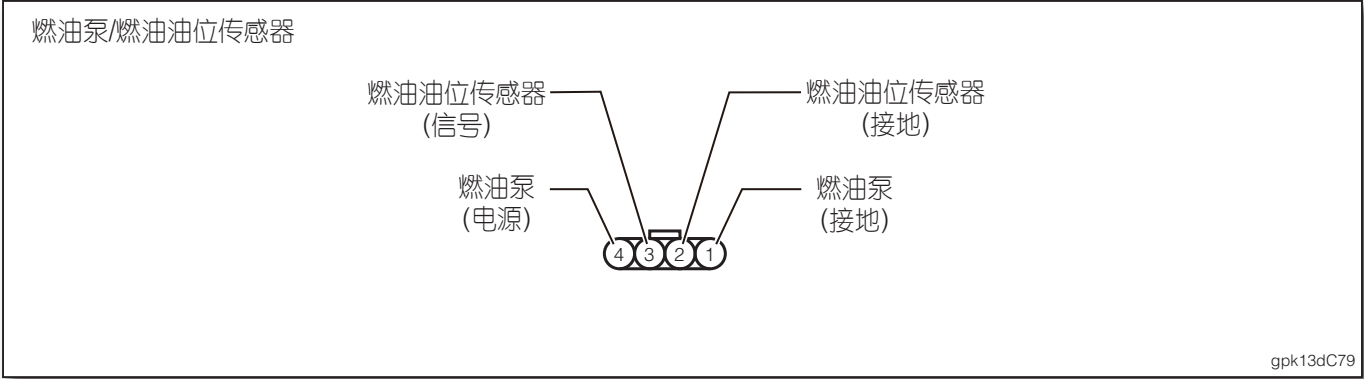 燃油泵/燃油油位传感器
燃油油位传感器
(信号)
燃油油位传感器
(接地)
燃油泵
(电源)
燃油泵
(接地)
4 3 2 1
gpk13dC79